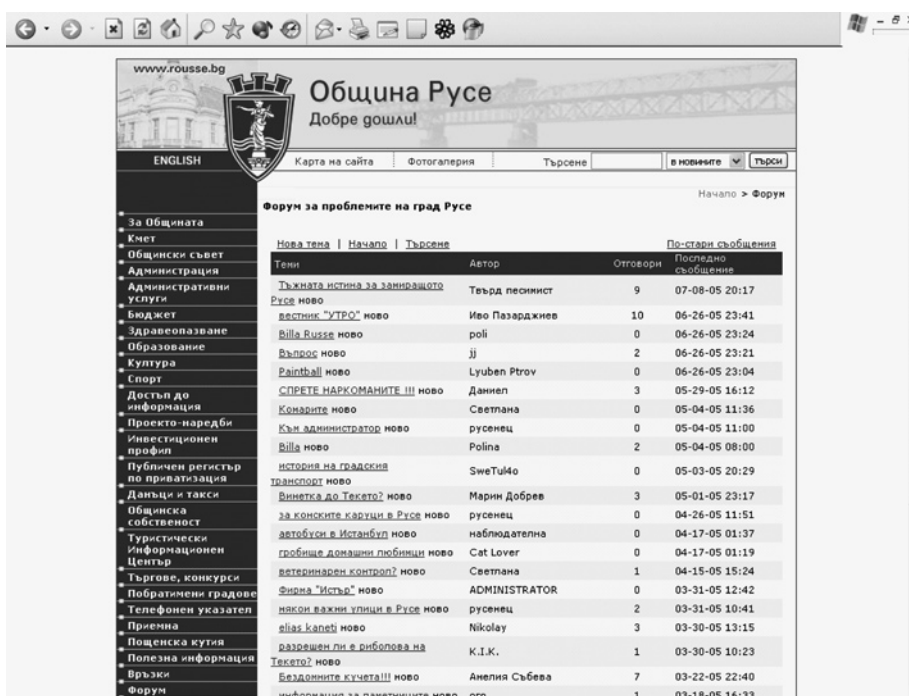 www.rousse.bg
Община Русе
Добре дошли!
ENGLISH
Карта на сайта
Фотогалерия
Търсене
в новините
търси
Начало > Форум
Форум за проблемите на град Русе
За Общината
Кмет
Общински съвет
Администрация
Административни
услуги
Бюджет
Здравеопазване
Образование
Култура
Спорт
Достъп до
информация
Проекто-наредби
Инвестиционен
профил
Публичен регистър
по приватизация
Данъци и такси
Общинска
собственост
Туристически
Информационен
Център
Търгове, конкурси
Побратимени градове
Телефонен указател
Приемна
Пощенска кутия
Полезна информация
Връзки
Форум
Нова тена | Начало | Търсене
По-стари съобщения
Теми Автор Отговори Последно
съобщение
Тъжната истина за замиращото
Русе ново Твърд песимист 9 07-08-05 20:17
вестник "УТРО" ново Иво Пазарджиев 10 06-26-05 23:41
Billa Russe ново poli 0 06-26-05 23:24
Въпрос ново jj 2 06-26-05 23:21
Paintball ново Lyuben Ptrov 0 06-26-05 23:04
СПРЕТЕ НАРКОМАНИТЕ !!! ново Даниел 3 05-29-05 16:12
Комарите ново Светлана 0 05-04-05 11:36
Към администратор ново русенец 0 05-04-05 11:00
Billa ново Polina 2 05-04-05 08:00
история на градския
транспорт ново SweTul4o 0 05-03-05 20:29
Винетка до Текето? ново Марин Добрев 3 05-01-05 23:17
за конските каруци в Русе ново русенец 0 04-26-05 11:51
автобуси в Истанбул ново наблюдателна 0 04-17-05 01:37
гробище домашни любимци ново Cat Lover 0 04-17-05 01:19
ветеринарен контрол? ново Светлана 1 04-15-05 15:24
Фирма "Истър" ново ADMINISTRATOR 0 03-31-05 12:42
някои важни улици в Русе ново русенец 2 03-31-05 10:41
elias kaneti ново Nikolay 3 03-30-05 13:15
разрешен ли е риболова на
Текето? ново К.I.K. 1 03-30-05 10:23
Бездомните кучета!!! ново Анелия Събева 7 03-22-05 22:40
информация за паметниците ново 1 03-18-05 16:33